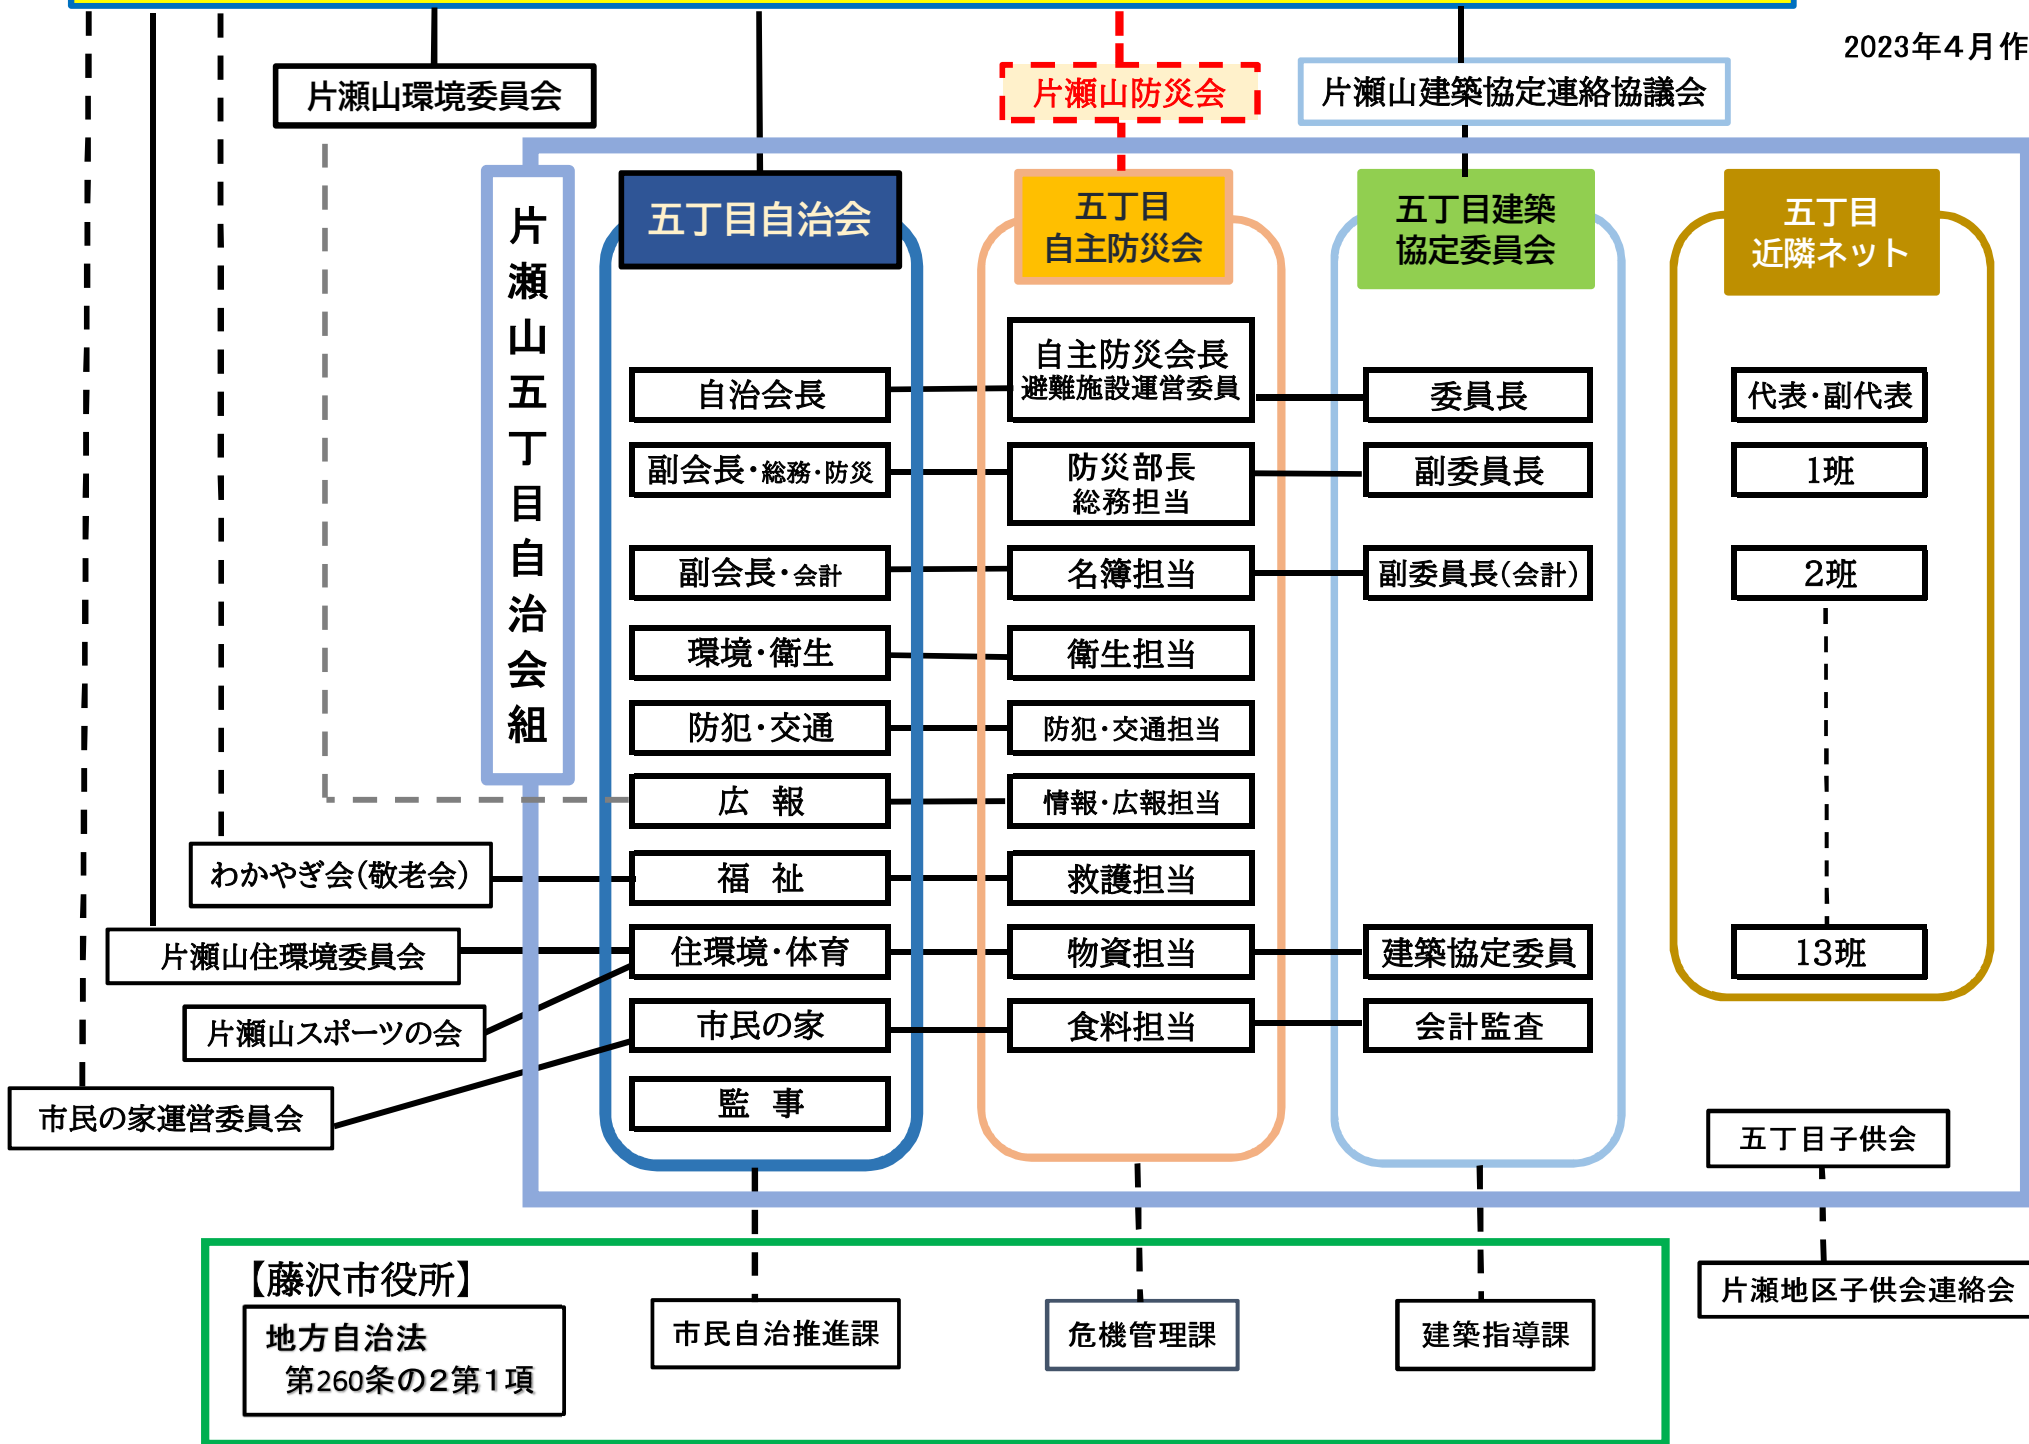 2023年4月作
片瀬山環境委員会
片瀬山防災会
片瀬山建築協定連絡協議会
片瀬山五丁目自治会組
五丁目自治会
五丁目
自主防災会
五丁目建築
協定委員会
五丁目
近隣ネット
自治会長
自主防災会長
避難施設運営委員
委員長
代表・副代表
副会長・総務・防災
防災部長
総務担当
副委員長
1班
副会長・会計
名簿担当
副委員長(会計)
2班
環境・衛生
衛生担当
防犯・交通
防犯・交通担当
広 報
情報・広報担当
わかやぎ会(敬老会)
福 祉
救護担当
片瀬山住環境委員会
住環境・体育
物資担当
建築協定委員
13班
片瀬山スポーツの会
市民の家
食料担当
会計監査
市民の家運営委員会
監 事
五丁目子供会
【藤沢市役所】
地方自治法
第260条の2第1項
市民自治推進課
危機管理課
建築指導課
片瀬地区子供会連絡会